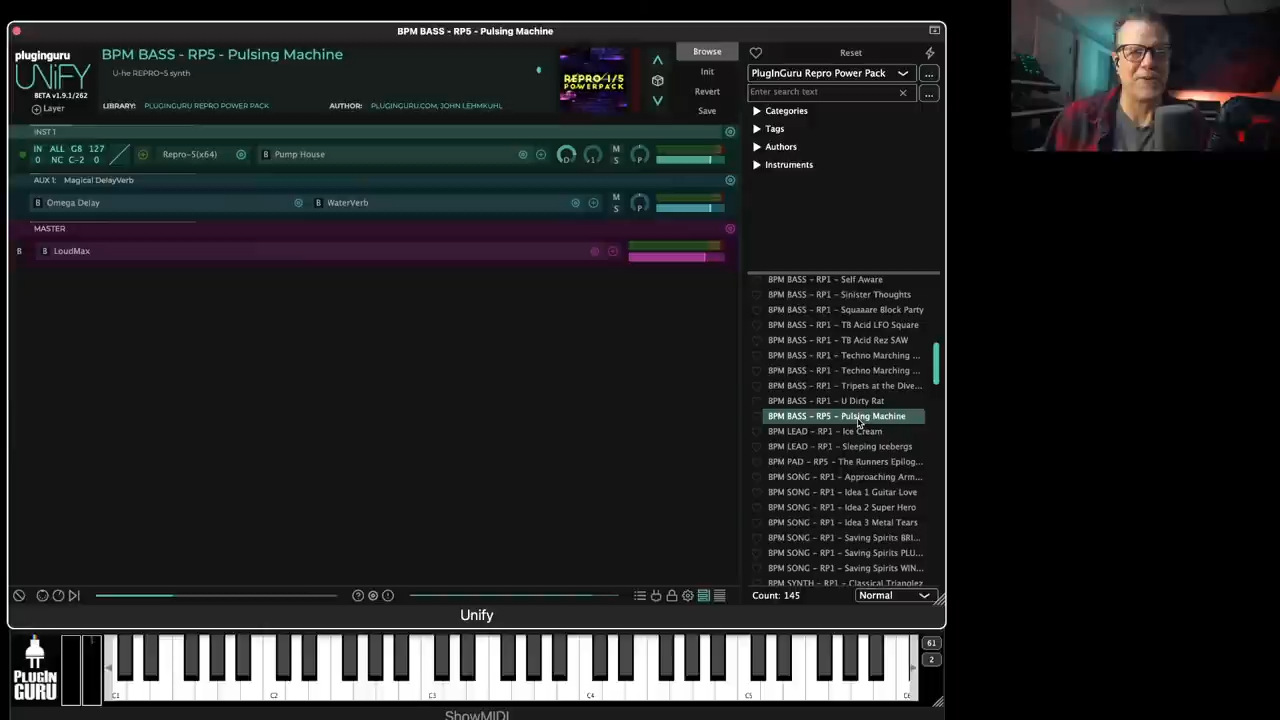 BPM BASS - RP5 - Pulsing Machine
pluginguru
UNiFY
BETA v1.9.1/262
Layer
BPM BASS - RP5 - Pulsing Machine
U-he REPRO-5 synth
LIBRARY: PLUGINGURU REPRO POWER PACK
AUTHOR: PLUGINGURU.COM, JOHN LEHMKUHL
REPRO 4/5
POWERPACK
Browse
Init
Revert
Save
Reset
PlugInGuru Repro Power Pack
...
Enter search text
...
Categories
Tags
Authors
Instruments
INST 1
IN ALL G8 127
0 NC C-2 0
Repro-5(x64)
B Pump House
D
1
M
S
P
AUX 1: Magical DelayVerb
B Omega Delay
B WaterVerb
M
S
P
MASTER
B
B LoudMax
BPM BASS - RP1 - Self Aware
BPM BASS - RP1 - Sinister Thoughts
BPM BASS - RP1 - Squaaare Block Party
BPM BASS - RP1 - TB Acid LFO Square
BPM BASS - RP1 - TB Acid Rez SAW
BPM BASS - RP1 - Techno Marching ...
BPM BASS - RP1 - Techno Marching ...
BPM BASS - RP1 - Tripets at the Dive...
BPM BASS - RP1 - U Dirty Rat
BPM BASS - RP5 - Pulsing Machine
BPM LEAD - RP1 - Ice Cream
BPM LEAD - RP1 - Sleeping Icebergs
BPM PAD - RP5 - The Runners Epilog...
BPM SONG - RP1 - Approaching Arm...
BPM SONG - RP1 - Idea 1 Guitar Love
BPM SONG - RP1 - Idea 2 Super Hero
BPM SONG - RP1 - Idea 3 Metal Tears
BPM SONG - RP1 - Saving Spirits BRI...
BPM SONG - RP1 - Saving Spirits PLU...
BPM SONG - RP1 - Saving Spirits WIN...
BPM SYNTH - RP1 - Classical Trianglez
Count: 145
Normal
Unify
PLUGIN
GURU
C1
C2
C3
C4
C5
C6
61
2
ShowMIDI